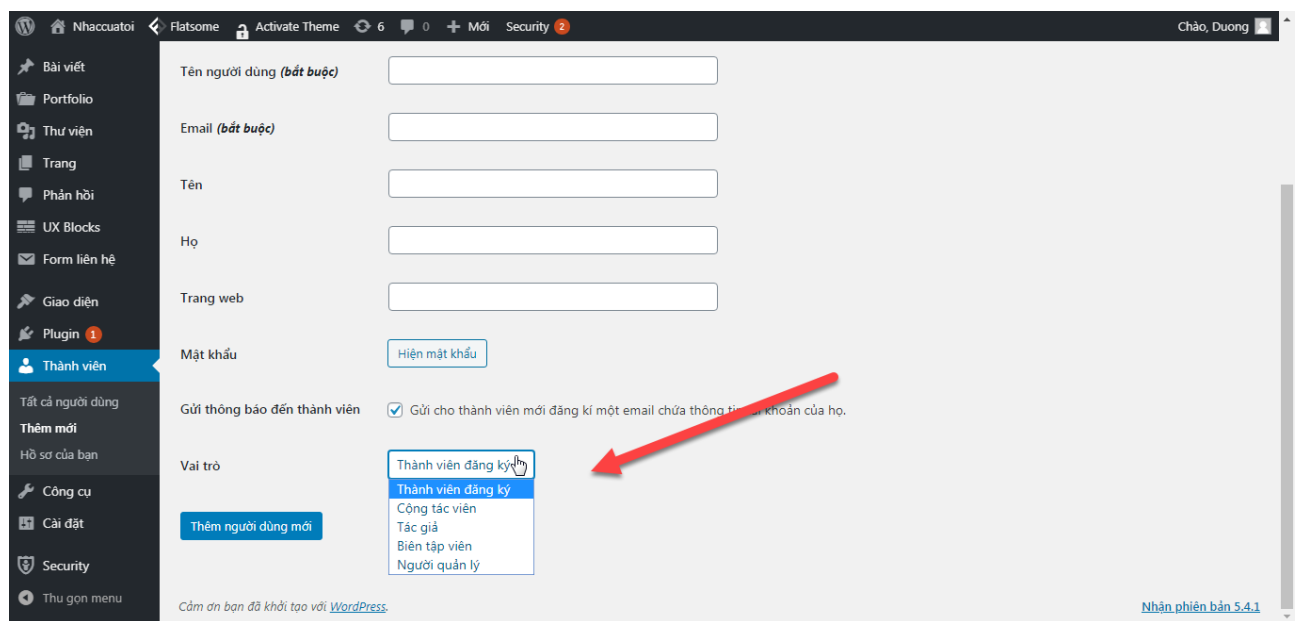 Nhaccuatoi Flatsome Activate Theme 6 0 Mới Security 2 Chào, Duong
Bài viết
Portfolio
Thư viện
Trang
Phản hồi
UX Blocks
Form liên hệ
Giao diện
Plugin 1
Thành viên
Tất cả người dùng
Thêm mới
Hồ sơ của bạn
Công cụ
Cài đặt
Security
Thu gọn menu
Tên người dùng (bắt buộc)
Email (bắt buộc)
Tên
Họ
Trang web
Mật khẩu Hiện mật khẩu
Gửi thông báo đến thành viên Gửi cho thành viên mới đăng kí một email chứa thông tin khoản của họ.
Vai trò Thành viên đăng ký
Thành viên đăng ký
Cộng tác viên
Tác giả
Biên tập viên
Người quản lý
Thêm người dùng mới
Cảm ơn bạn đã khởi tạo với WordPress. Nhận phiên bản 5.4.1